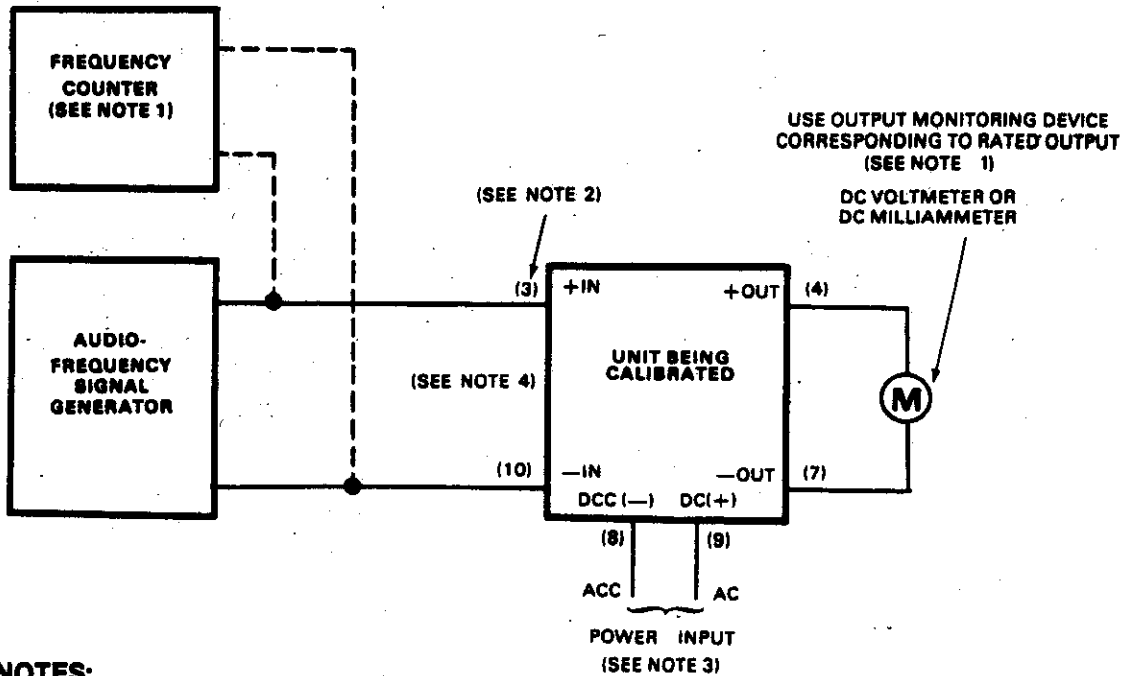 FREQUENCY
COUNTER
(SEE NOTE 1)
USE OUTPUT MONITORING DEVICE
CORRESPONDING TO RATED OUTPUT
(SEE NOTE 1)
DC VOLTMETER OR
DC MILLIAMMETER
(SEE NOTE 2)
AUDIO-
FREQUENCY
SIGNAL
GENERATOR
(3)
+IN
+OUT
(4)
UNIT BEING
CALIBRATED
(SEE NOTE 4)
M
(10)
—IN
—OUT
(7)
DCC (—)
DC(+)
(8)
(9)
ACC
AC
POWER INPUT
(SEE NOTE 3)
NOTES: